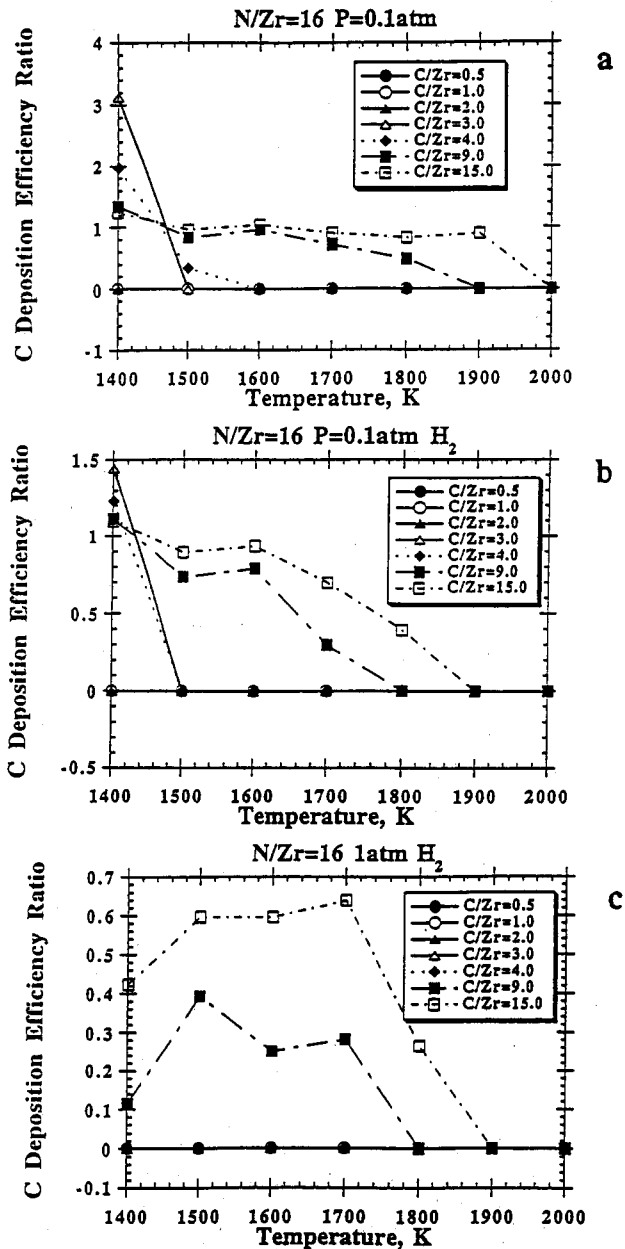 N/Zr=16 P=0.1atm
a
C Deposition Efficiency Ratio
4
3
2
1
0
-1
C/Zr=0.5
C/Zr=1.0
C/Zr=2.0
C/Zr=3.0
C/Zr=4.0
C/Zr=9.0
C/Zr=15.0
1400 1500 1600 1700 1800 1900 2000
Temperature, K
N/Zr=16 P=0.1atm H₂
b
C Deposition Efficiency Ratio
1.5
1
0.5
0
-0.5
C/Zr=0.5
C/Zr=1.0
C/Zr=2.0
C/Zr=3.0
C/Zr=4.0
C/Zr=9.0
C/Zr=15.0
1400 1500 1600 1700 1800 1900 2000
Temperature, K
N/Zr=16 1atm H₂
c
C Deposition Efficiency Ratio
0.7
0.6
0.5
0.4
0.3
0.2
0.1
0
-0.1
C/Zr=0.5
C/Zr=1.0
C/Zr=2.0
C/Zr=3.0
C/Zr=4.0
C/Zr=9.0
C/Zr=15.0
1400 1500 1600 1700 1800 1900 2000
Temperature, K